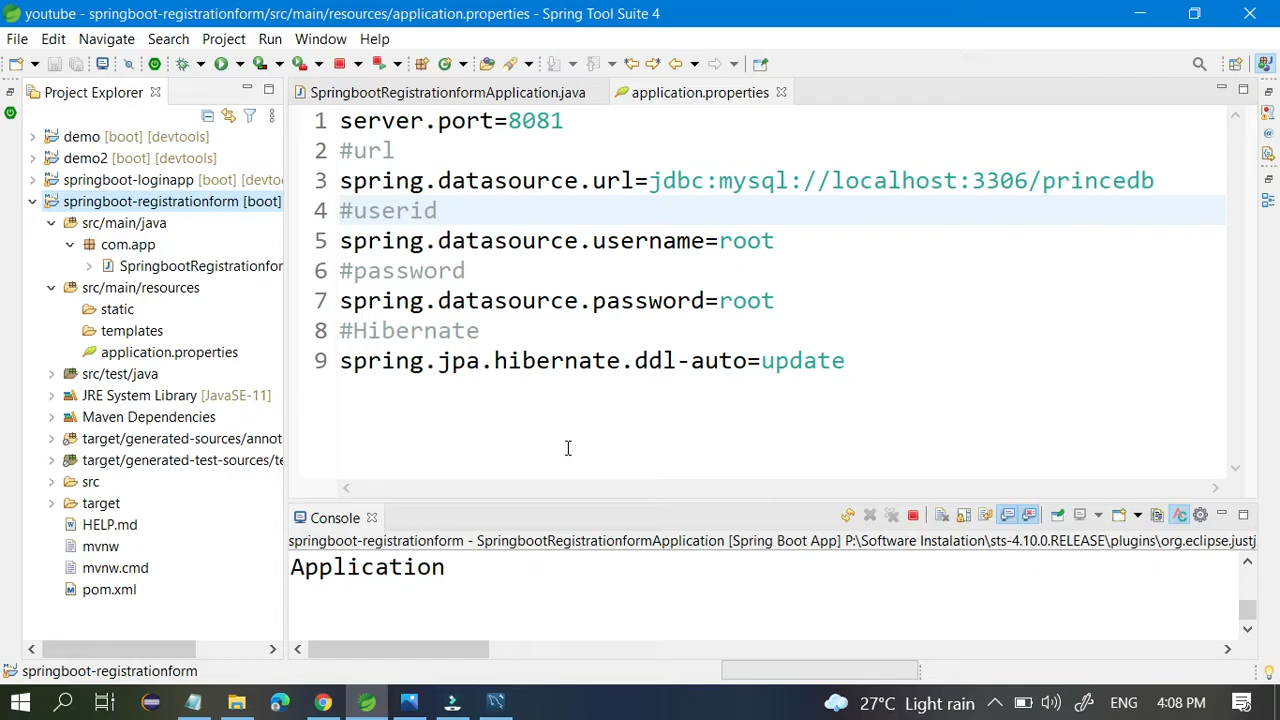 youtube - springboot-registrationform/src/main/resources/application.properties - Spring Tool Suite 4
File Edit Navigate Search Project Run Window Help
Project Explorer
SpringbootRegistrationformApplication.java
application.properties
demo [boot] [devtools]
demo2 [boot] [devtools]
springboot-loginapp [boot] [devto
springboot-registrationform [boot]
src/main/java
com.app
SpringbootRegistrationfor
src/main/resources
static
templates
application.properties
src/test/java
JRE System Library [JavaSE-11]
Maven Dependencies
target/generated-sources/annot
target/generated-test-sources/te
src
target
HELP.md
mvnw
mvnw.cmd
pom.xml
1 server.port=8081
2 #url
3 spring.datasource.url=jdbc:mysql://localhost:3306/princedb
4 #userid
5 spring.datasource.username=root
6 #password
7 spring.datasource.password=root
8 #Hibernate
9 spring.jpa.hibernate.ddl-auto=update
Console
springboot-registrationform - SpringbootRegistrationformApplication [Spring Boot App] P:\Software Instalation\sts-4.10.0.RELEASE\plugins\org.eclipse.justj
Application
springboot-registrationform
27°C Light rain
ENG
4:08 PM